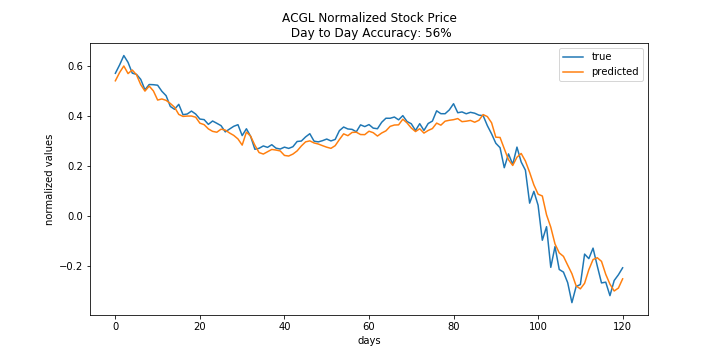 ACGL Normalized Stock Price
Day to Day Accuracy: 56%
true
predicted
normalized values
0.6
0.4
0.2
0.0
−0.2
0 20 40 60 80 100 120
days